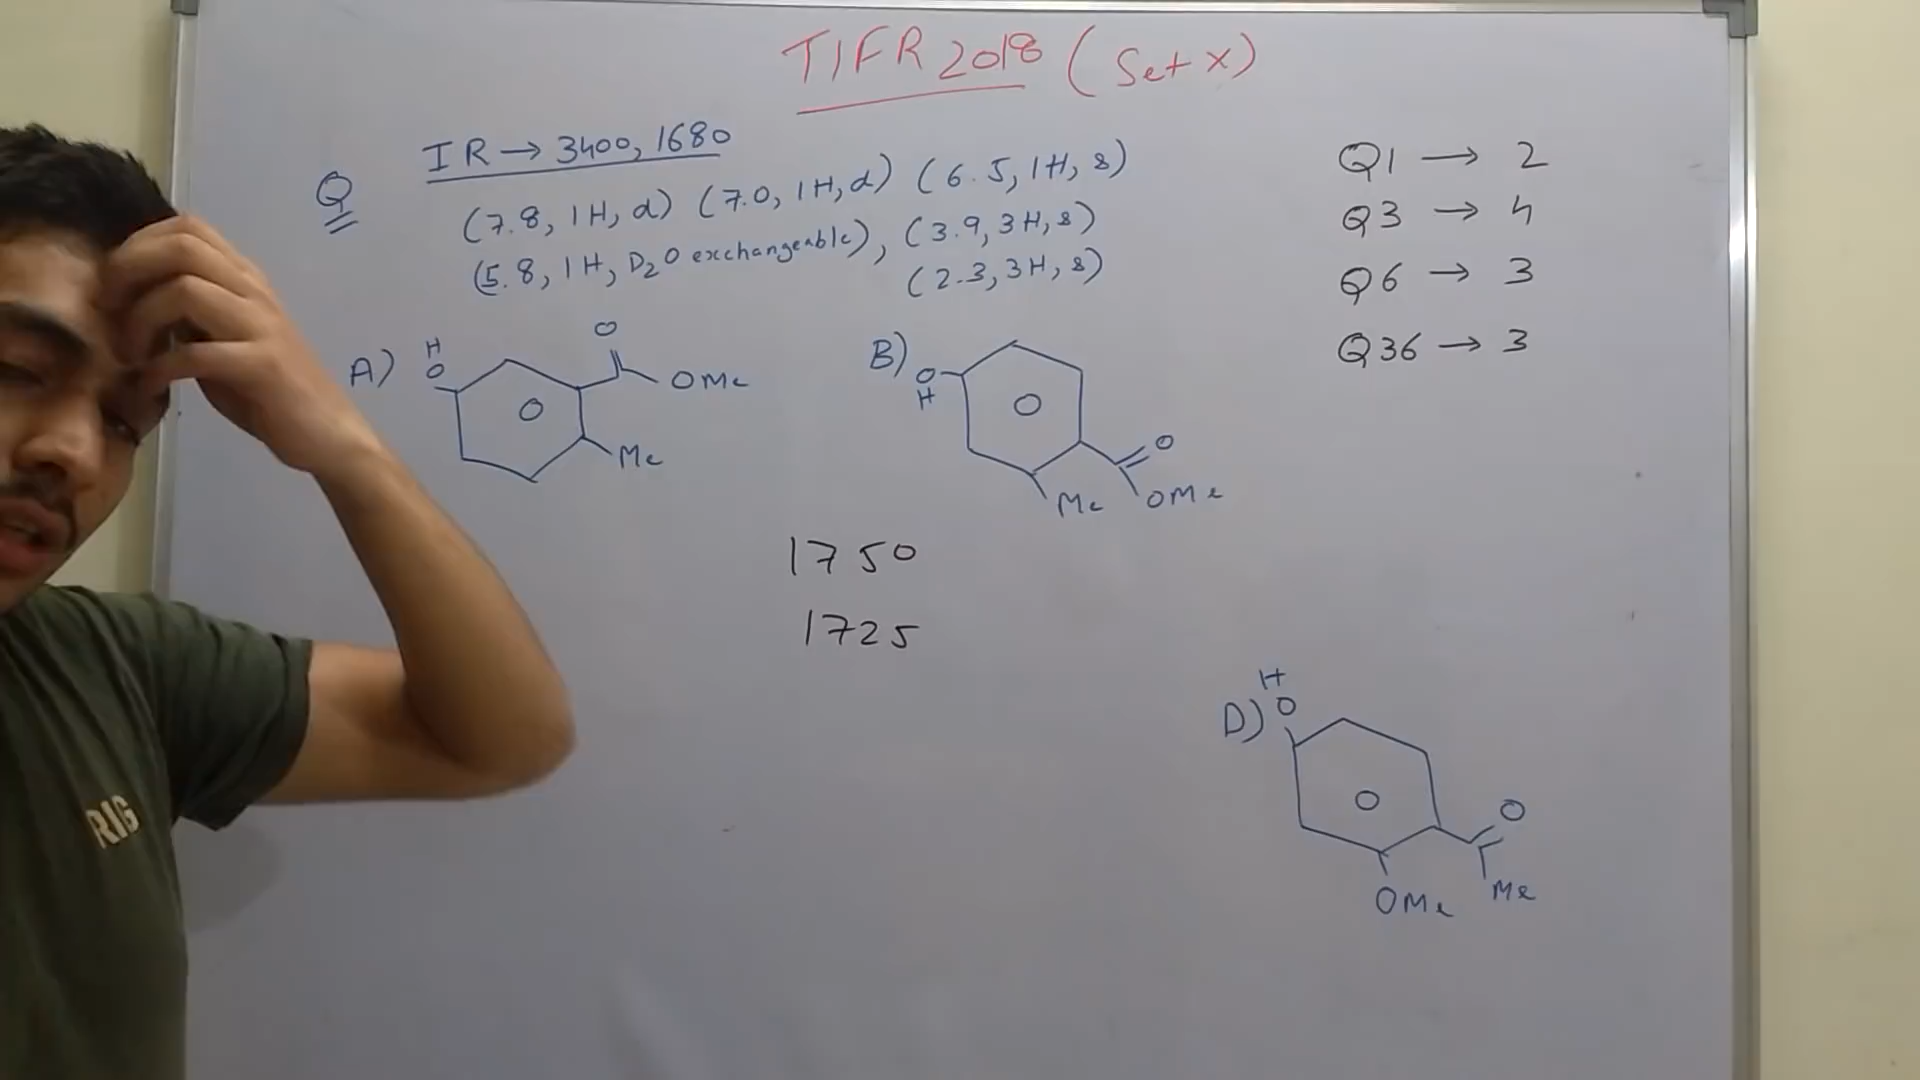 TIFR 2018 (Set X)
IR → 3400, 1680
Q (7.8, 1H, d) (7.0, 1H, d) (6.5, 1H, s)
(5.8, 1H, D2O exchangeable), (3.9, 3H, s)
(2.3, 3H, s)
Q1 → 2
Q3 → 4
Q6 → 3
Q36 → 3
A) H
O
O
OMe
Me
B) O
H
O
Me
OMe
1750
1725
D) H
O
O
OMe
Me
RIG